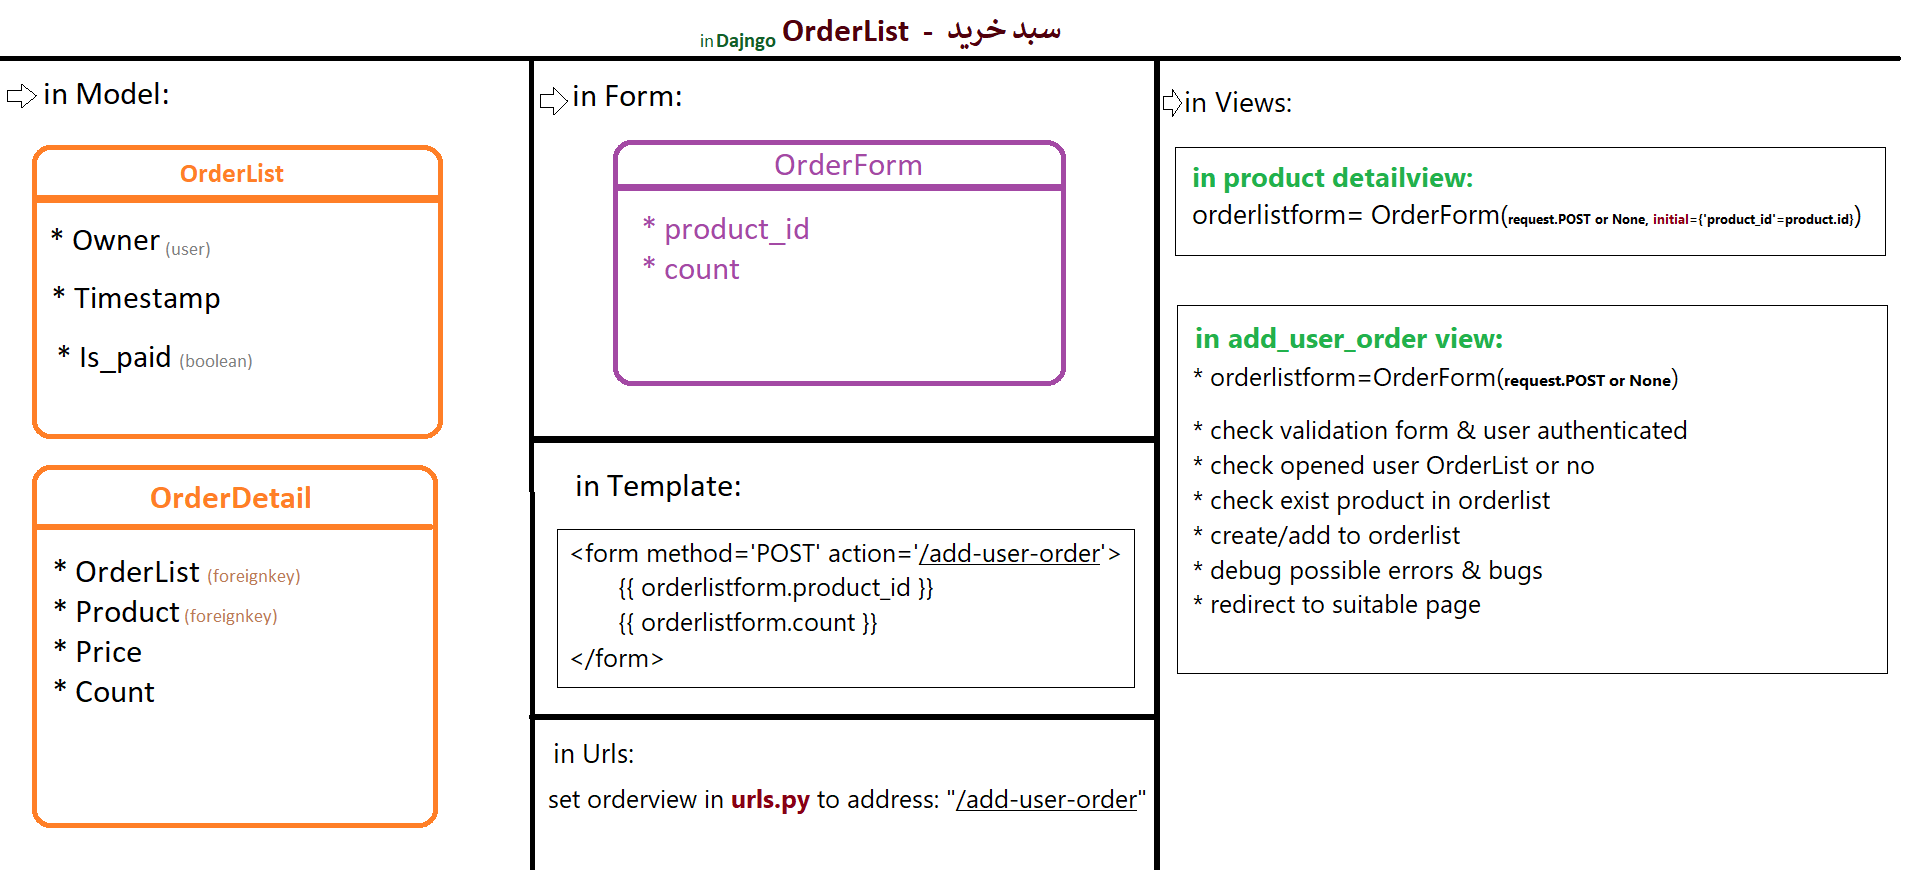 in Dajngo OrderList - سبد خرید
in Model:
OrderList
* Owner (user)
* Timestamp
* Is_paid (boolean)
OrderDetail
* OrderList (foreignkey)
* Product (foreignkey)
* Price
* Count
in Form:
OrderForm
* product_id
* count
in Template:
<form method='POST' action='/add-user-order'>
{{ orderlistform.product_id }}
{{ orderlistform.count }}
</form>
in Urls:
set orderview in urls.py to address: "/add-user-order"
in Views:
in product detailview:
orderlistform= OrderForm(request.POST or None, initial={'product_id'=product.id})
in add_user_order view:
* orderlistform=OrderForm(request.POST or None)
* check validation form & user authenticated
* check opened user OrderList or no
* check exist product in orderlist
* create/add to orderlist
* debug possible errors & bugs
* redirect to suitable page